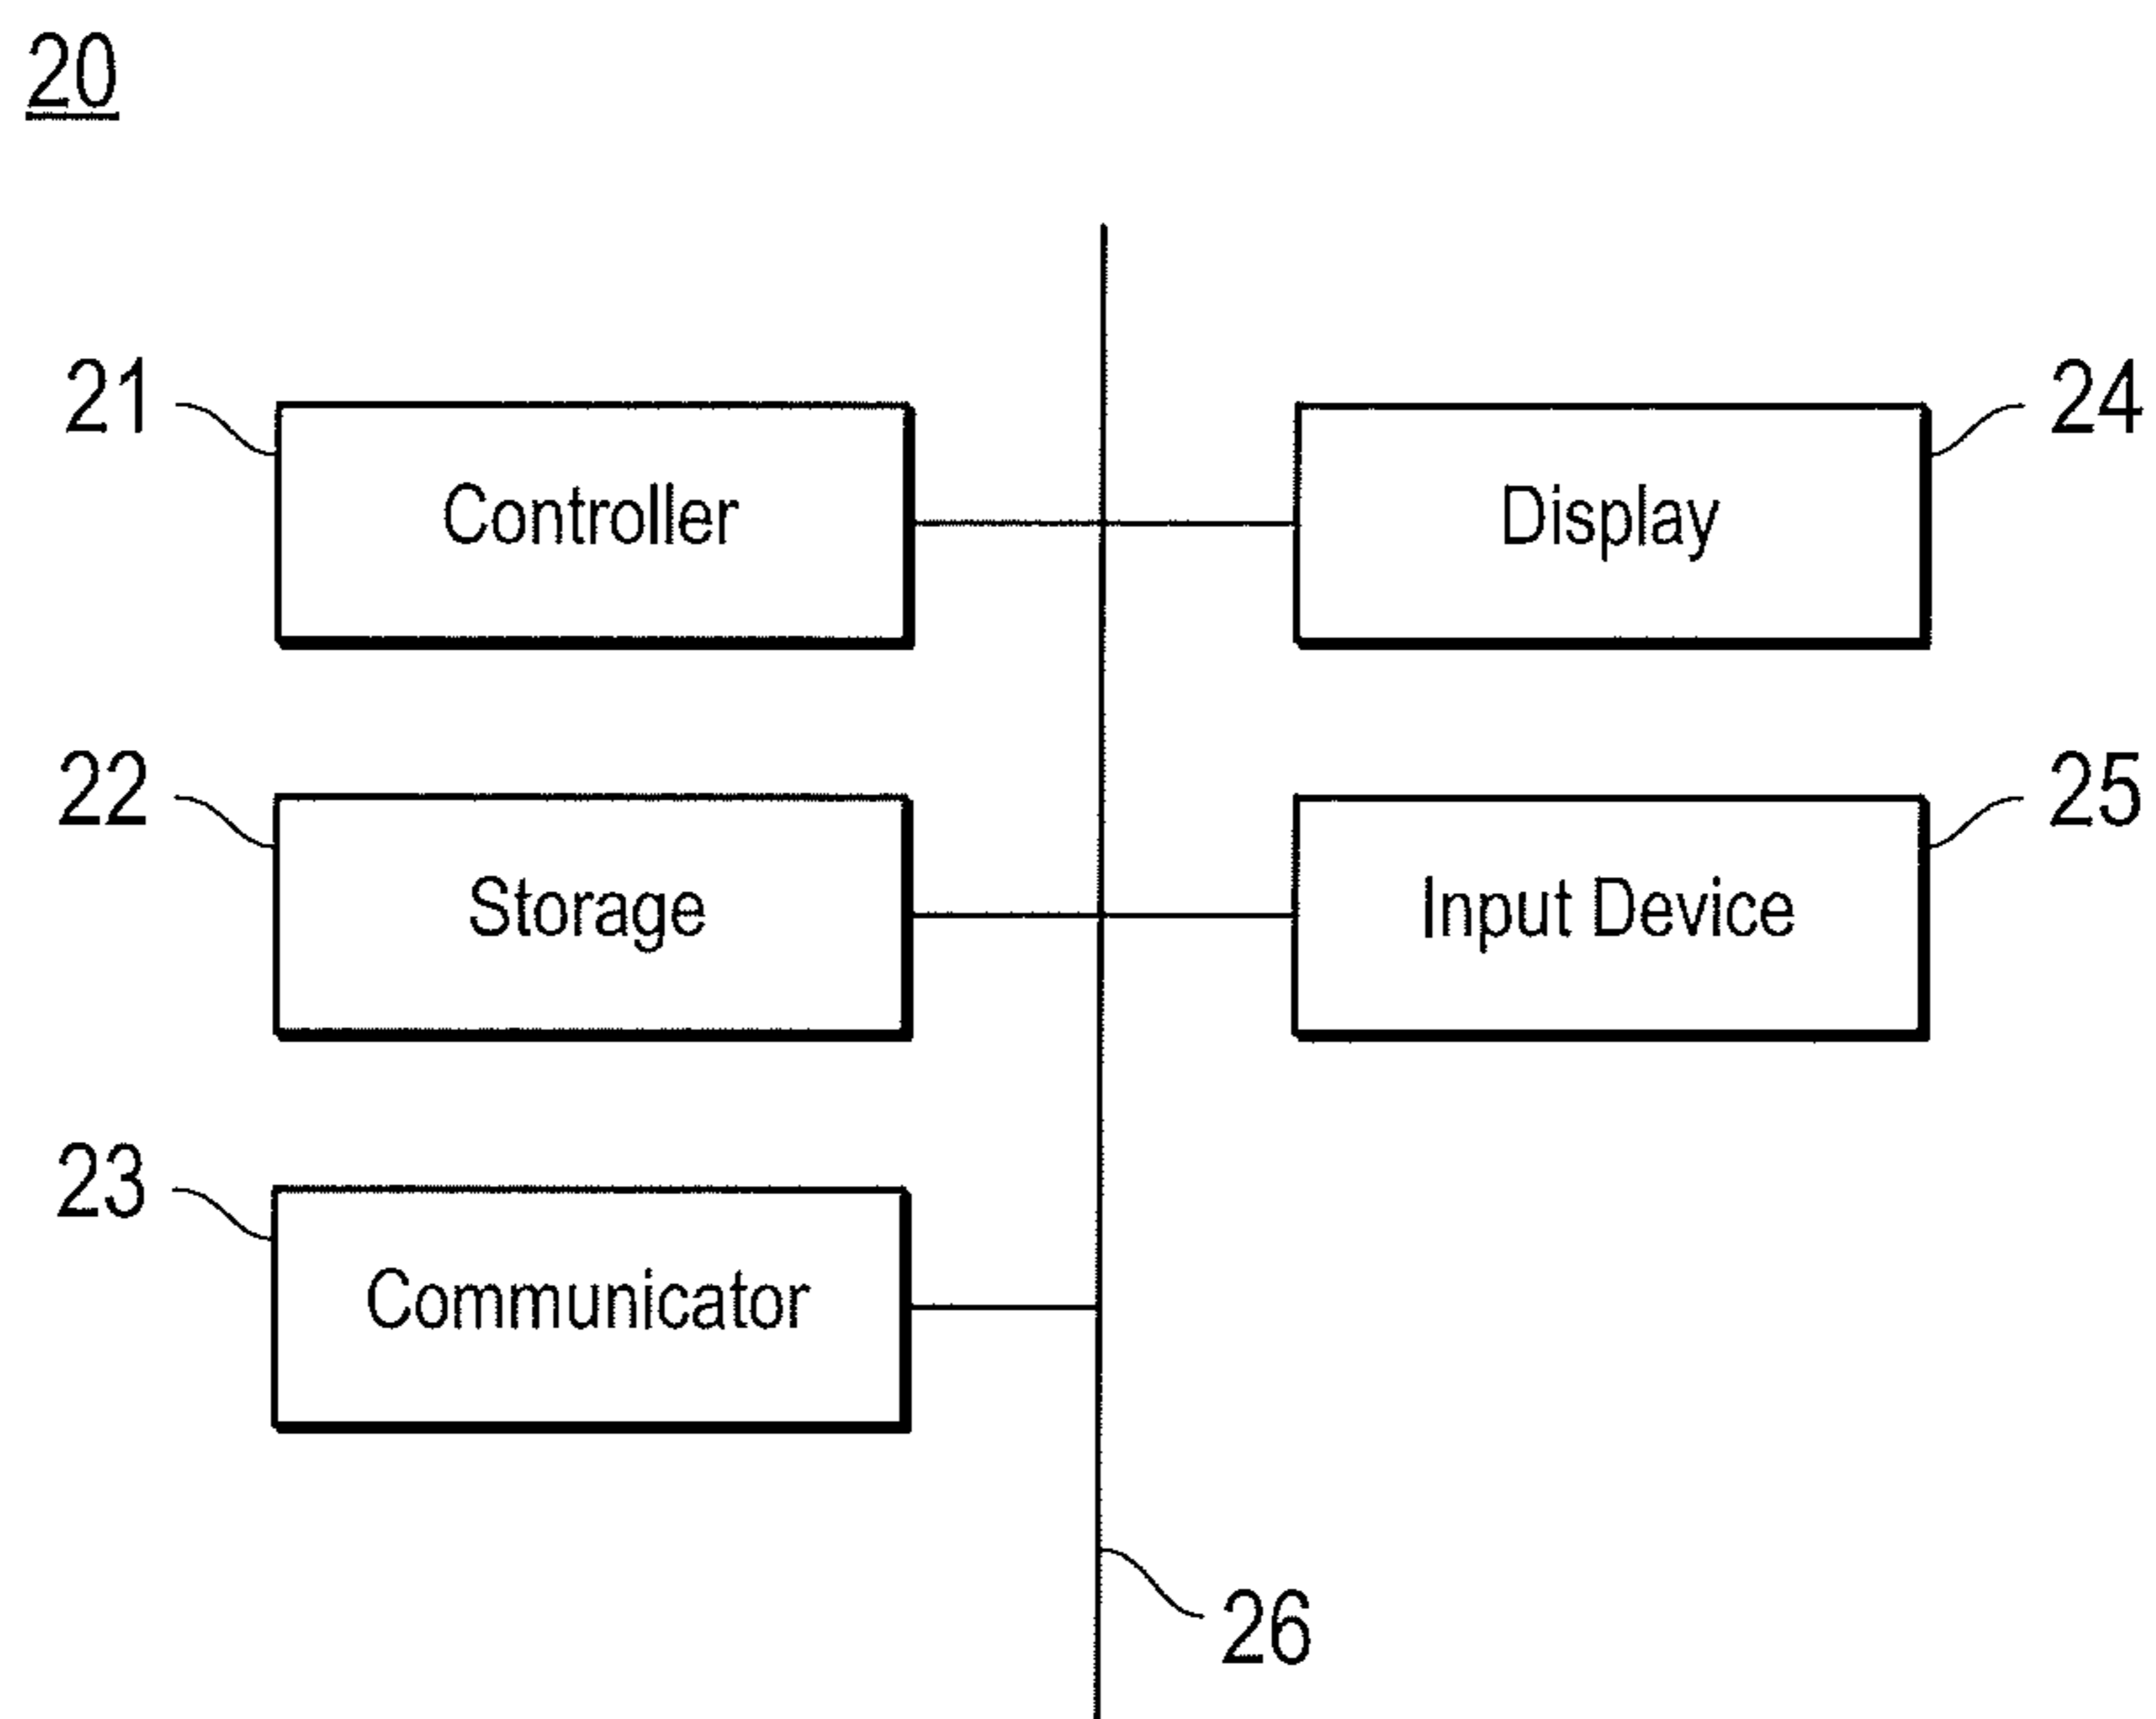 20
21
Controller
24
Display
22
Storage
25
Input Device
23
Communicator
26